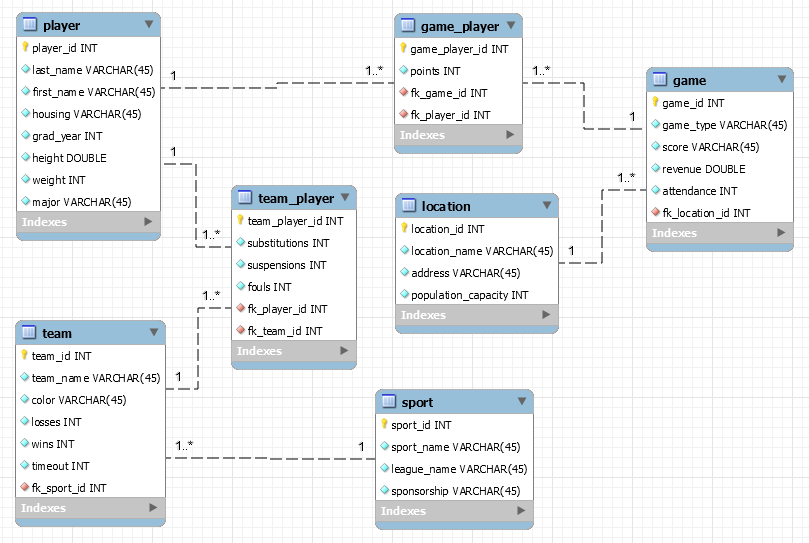 player
player_id INT
last_name VARCHAR(45)
first_name VARCHAR(45)
housing VARCHAR(45)
grad_year INT
height DOUBLE
weight INT
major VARCHAR(45)
Indexes
1
1..*
1
1..*
game_player
game_player_id INT
points INT
fk_game_id INT
fk_player_id INT
Indexes
1..*
1
game
game_id INT
game_type VARCHAR(45)
score VARCHAR(45)
revenue DOUBLE
attendance INT
fk_location_id INT
Indexes
1..*
1
team_player
team_player_id INT
substitutions INT
suspensions INT
fouls INT
fk_player_id INT
fk_team_id INT
Indexes
1..*
1
location
location_id INT
location_name VARCHAR(45)
address VARCHAR(45)
population_capacity INT
Indexes
team
team_id INT
team_name VARCHAR(45)
color VARCHAR(45)
losses INT
wins INT
timeout INT
fk_sport_id INT
Indexes
1..*
1
sport
sport_id INT
sport_name VARCHAR(45)
league_name VARCHAR(45)
sponsorship VARCHAR(45)
Indexes